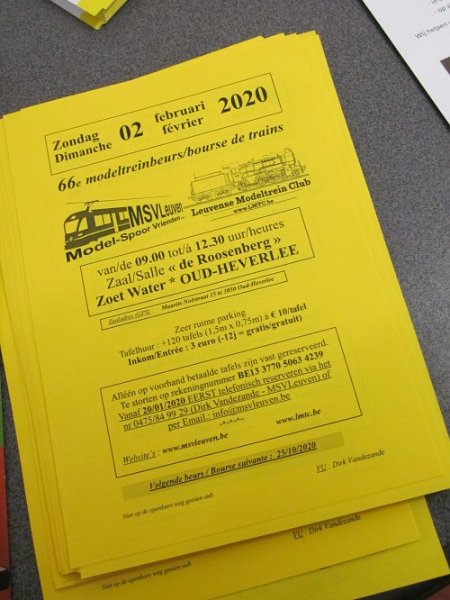 Zondag
Dimanche 02 februari
février 2020
66e modeltreinbeurs/bourse de trains
MSVLeuven
Model-Spoor Vrienden
Leuvense Modeltrein Club
www.LMTC.be
van/de 09.00 tot/à 12.30 uur/heures
Zaal/Salle « de Roosenberg »
Zoet Water * OUD-HEVERLEE
Zaaladres (GPS): Maurits Noëstraat 15 te 3050 Oud-Heverlee
Zeer ruime parking
Tafelhuur : +120 tafels (1,5m x 0,75m) à € 10/tafel
Inkom/Entrée : 3 euro (-12j = gratis/gratuit)
Alléén op voorhand betaalde tafels zijn vast gereserveerd.
Te storten op rekeningnummer BE13 3770 5063 4239
Vanaf 20/01/2020 EERST telefonisch reserveren via het
nr 0475/84 99 29 (Dirk Vandezande - MSVLeuven) of
per Email.: info@msvleuven.be
Website's : www.msvleuven.be www.lmtc.be
Volgende beurs / Bourse suivante : 25/10/2020
Niet op de openbare weg gooien aub
VU : Dirk Vandezande
Niet op de openbare weg gooien aub
VU : Dirk Vandezande
Wij helpen